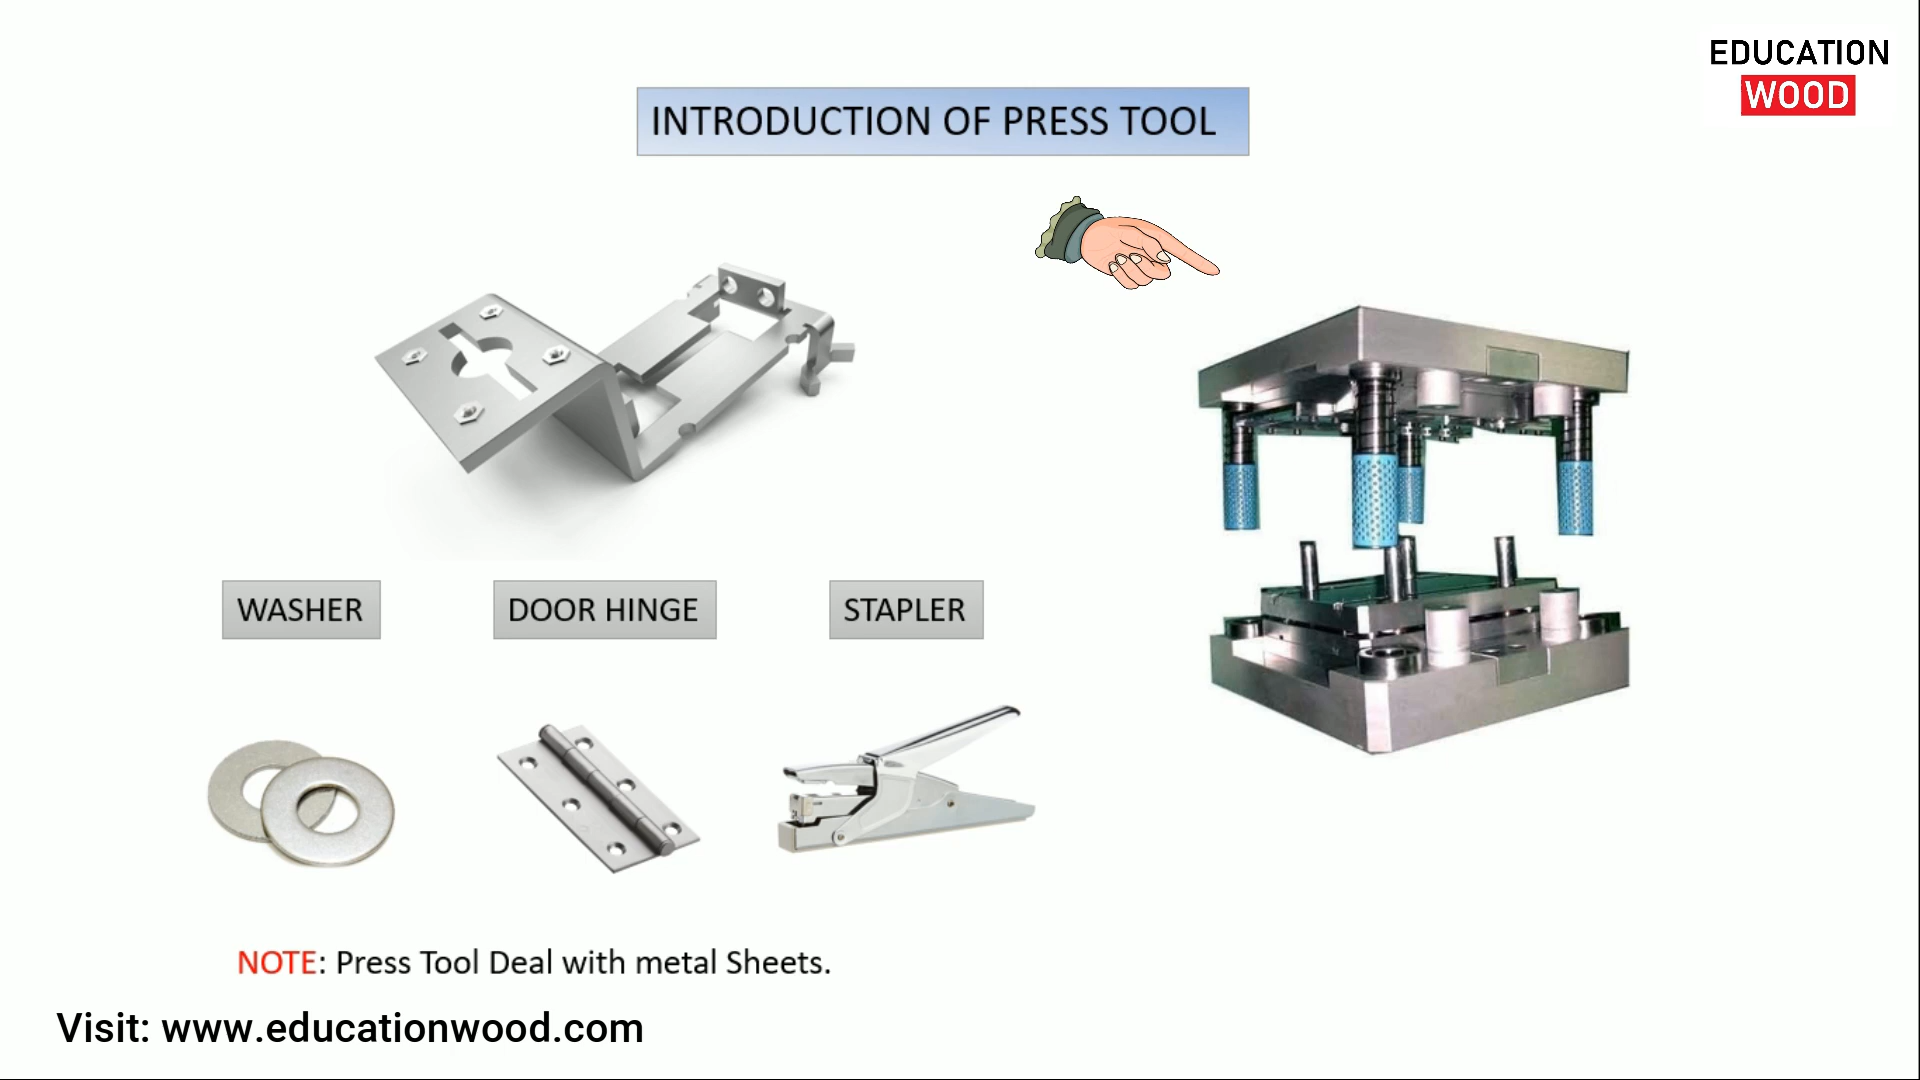 EDUCATION
WOOD
INTRODUCTION OF PRESS TOOL
WASHER
DOOR HINGE
STAPLER
NOTE: Press Tool Deal with metal Sheets.
Visit: www.educationwood.com